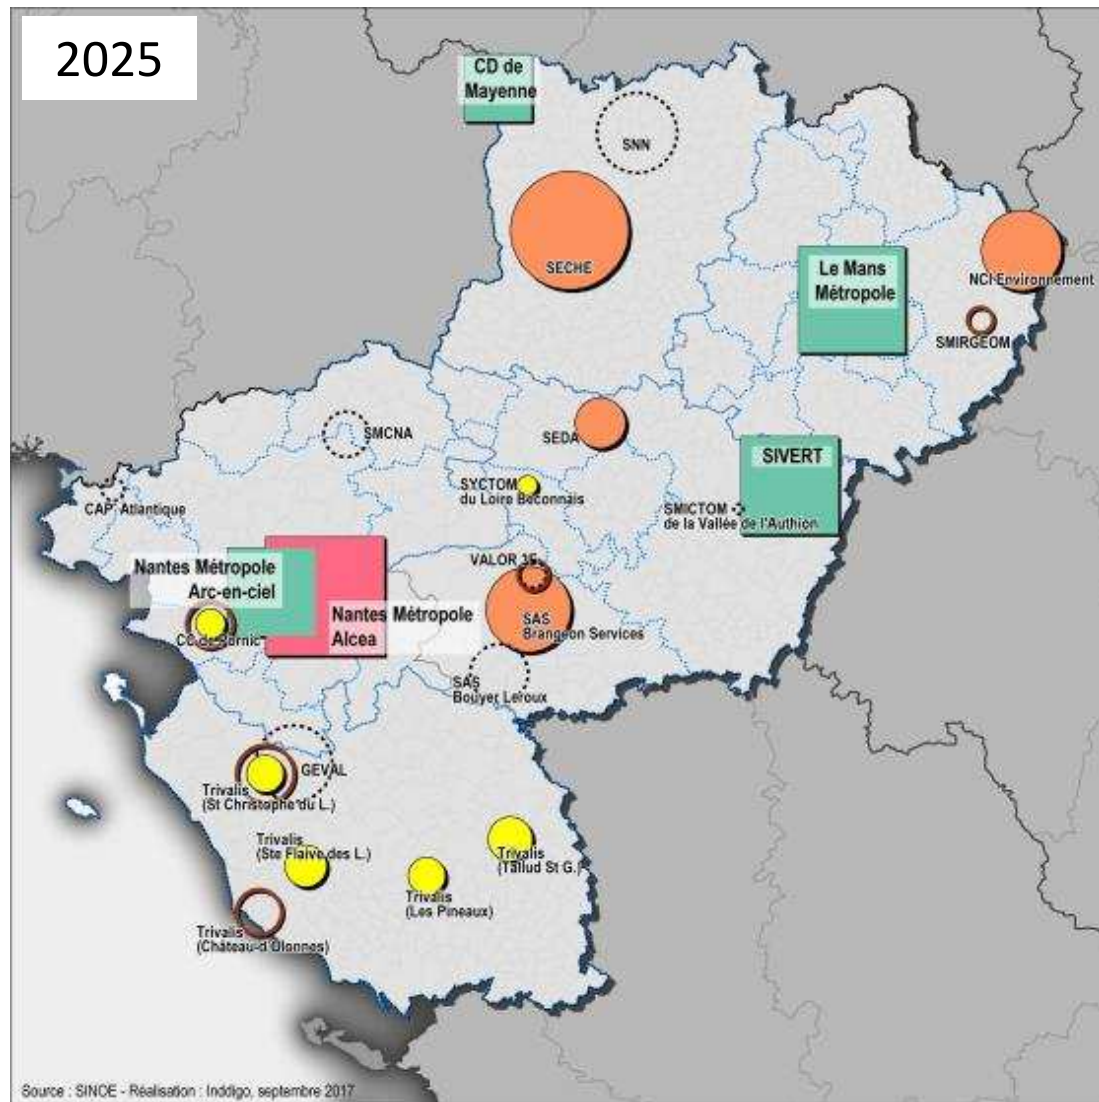 2025
CD de
Mayenne
SNN
SECHE
Le Mans
Métropole
NCI Environnement
SMIRGEOM
SMCNA
SEDA
SIVERT
SYCTOM
du Loire Béconnais
CAP Atlantique
SMICTOM
de la Vallée de l'Authion
Nantes Métropole
Arc-en-ciel
VALOR 3E
Nantes Métropole
Alcea
SAS
Brangeon Services
CC de Pornic
SAS
Bouyer Leroux
GEVAL
Trivalis
(St Christophe du L.)
Trivalis
(Ste Flaive des L.)
Trivalis
(Tallud St G.)
Trivalis
(Les Pineaux)
Trivalis
(Château-d'Olonnes)
Source : SINOE - Réalisation : Inddigo, septembre 2017